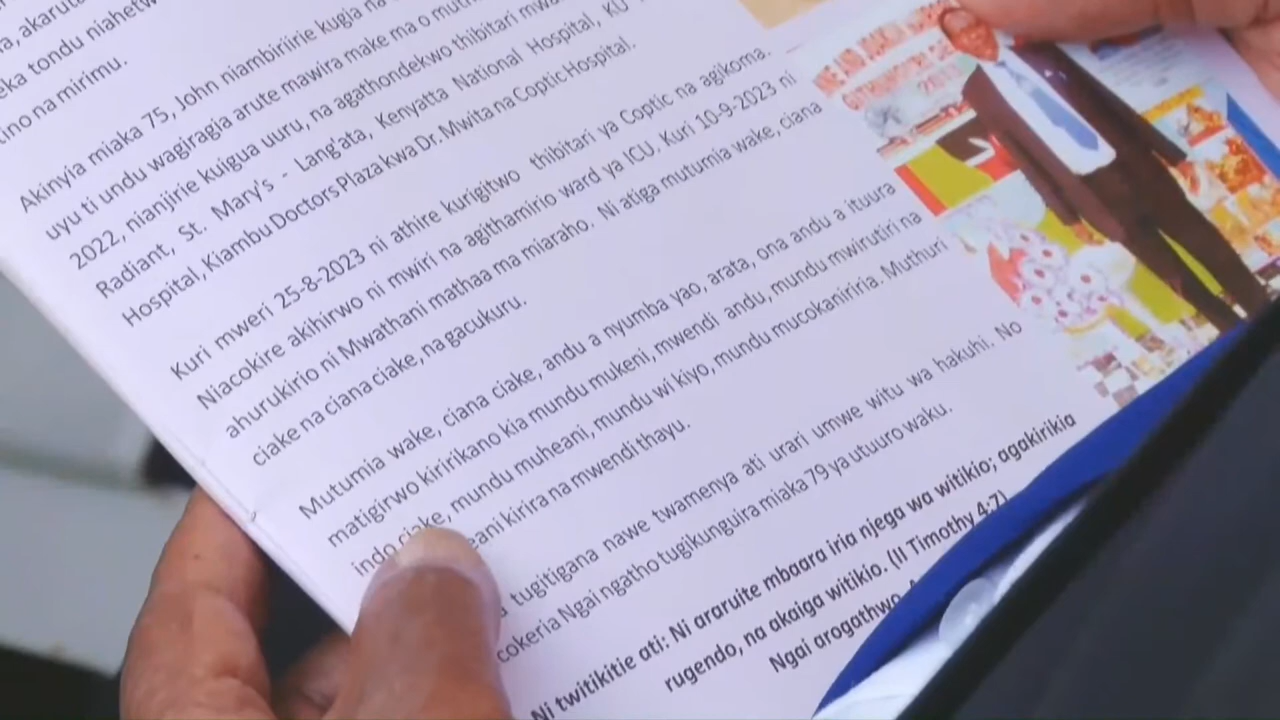 a, akaruta
eka tondu niahetw
ino na mirimu.
Akinyia miaka 75, John niambiriirie kugia na
uyu ti undu wagiragia arute mawira make ma o muth
2022, nianjirie kuigua uuru, na agathondekwo thibitari mwa
Radiant, St. Mary's - Lang'ata, Kenyatta National Hospital, KU
Hospital, Kiambu Doctors Plaza kwa Dr. Mwita na Coptic Hospital.
Kuri mweri 25-8-2023 ni athire kurigitwo thibitari ya Coptic na agikoma.
Niacokire akihirwo ni mwiri na agithamirio ward ya ICU. Kuri 10-9-2023 ni
ahurukirio ni Mwathani mathaa ma miaraho. Ni atiga mutumia wake, ciana
ciake na ciana ciake, na gacukuru.
Mutumia wake, ciana ciake, andu a nyumba yao, arata, ona andu a ituura
matigirwo kiririkano kia mundu mukeni, mwendi andu, mundu mwirutiri na
indo ciake, mundu muheani, mundu wi kiyo, mundu mucokaniriria. Muthuri
eani kirira na mwendi thayu.
tugitigana nawe twamenya ati urari umwe witu wa hakuhi. No
cokeria Ngai ngatho tugikunguira miaka 79 ya utuuro waku.
Ni twitikitie ati: Ni araruite mbaara iria njega wa witikio; agakirikia
rugendo, na akaiga witikio. (II Timothy 4:7)
Ngai arogathwo